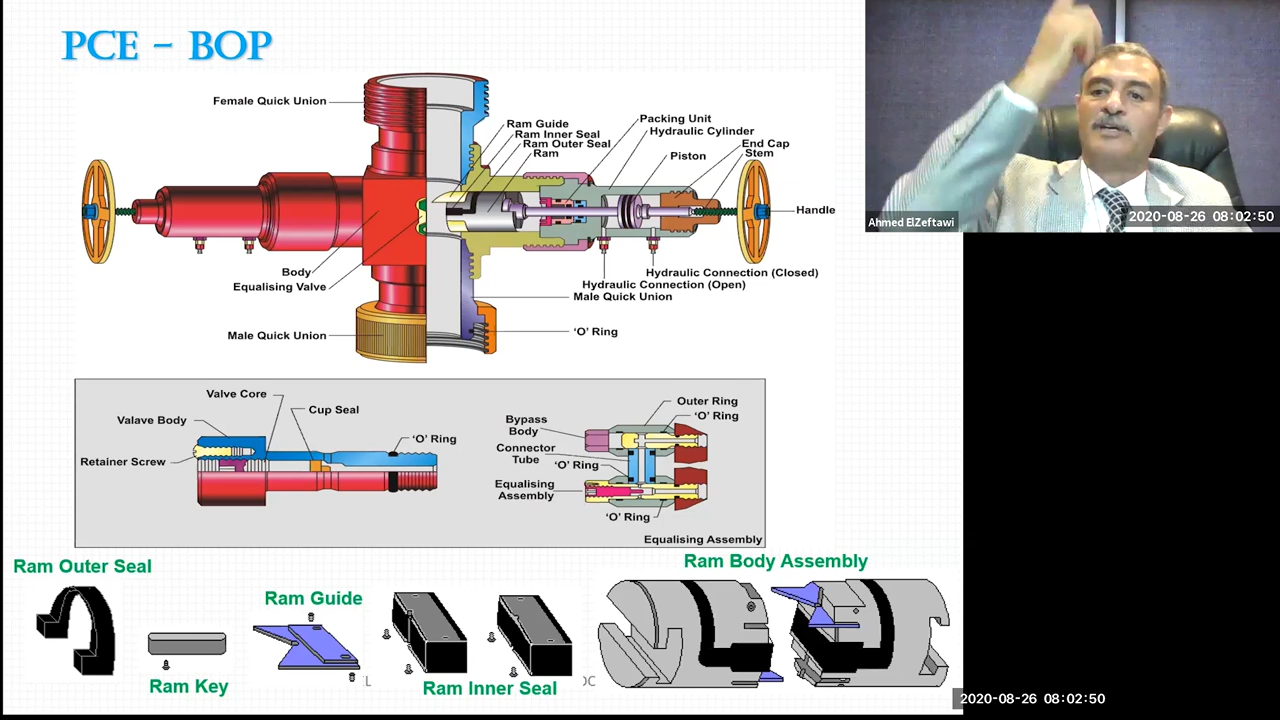 PCE – BOP
Female Quick Union
Ram Guide
Ram Inner Seal
Ram Outer Seal
Ram
Packing Unit
Hydraulic Cylinder
Piston
End Cap
Stem
Handle
Body
Equalising Valve
Hydraulic Connection (Closed)
Hydraulic Connection (Open)
Male Quick Union
Male Quick Union
‘O’ Ring
Valve Core
Cup Seal
Valave Body
‘O’ Ring
Retainer Screw
Outer Ring
‘O’ Ring
Bypass
Body
Connector
Tube
‘O’ Ring
Equalising
Assembly
‘O’ Ring
Equalising Assembly
Ram Outer Seal
Ram Key
Ram Guide
Ram Inner Seal
Ram Body Assembly
Ahmed ElZeftawi
2020-08-26 08:02:50
2020-08-26 08:02:50